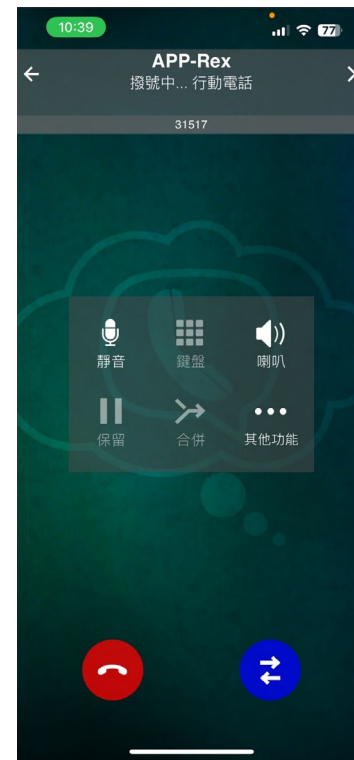 10:39
77
APP-Rex
撥號中... 行動電話
31517
靜音
鍵盤
喇叭
保留
合併
其他功能